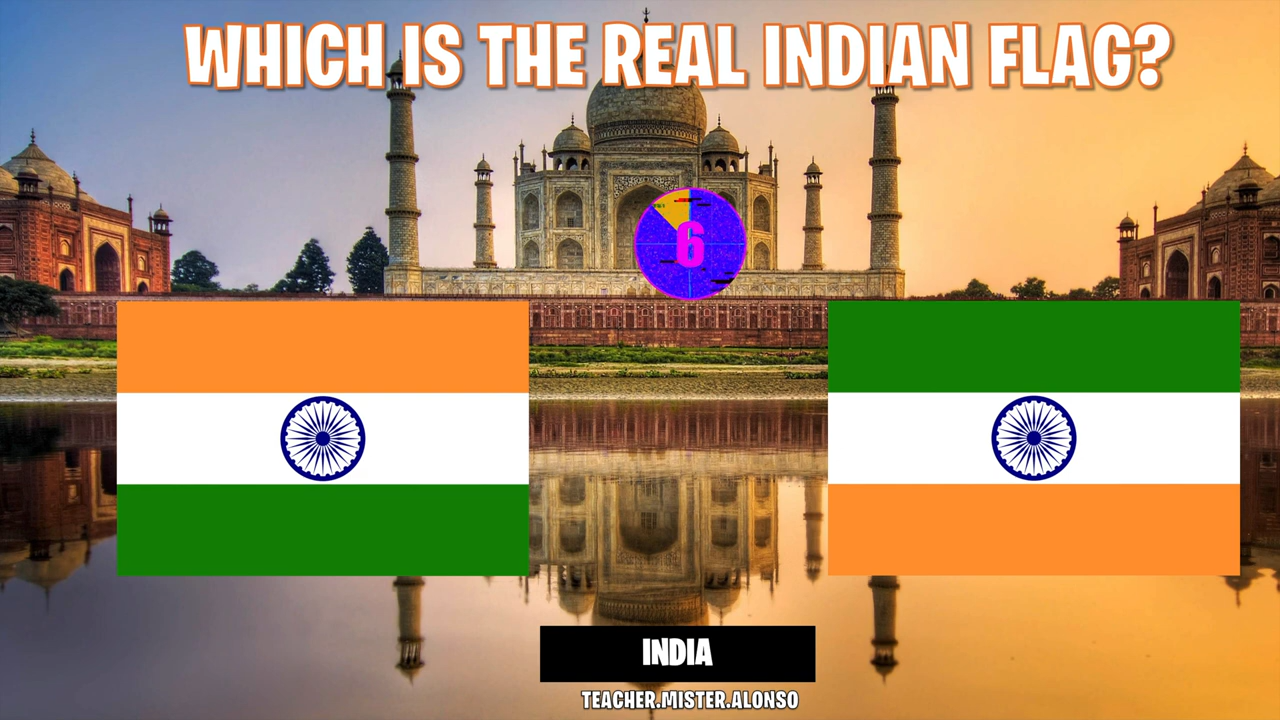 WHICH IS THE REAL INDIAN FLAG?
6
INDIA
TEACHER.MISTER.ALONSO